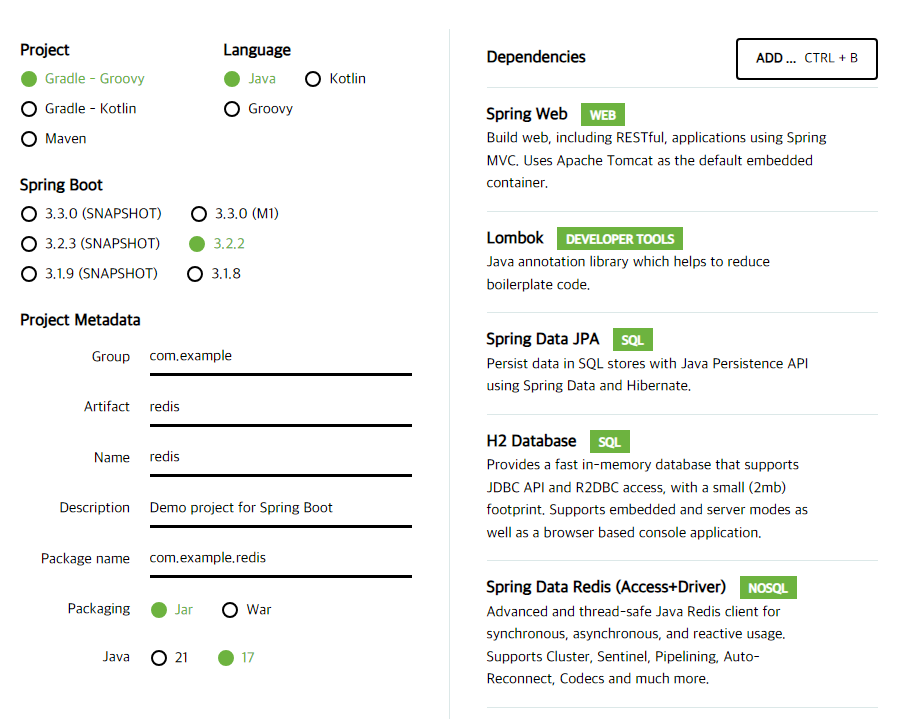 Project
Gradle - Groovy
Gradle - Kotlin
Maven
Language
Java
Kotlin
Groovy
Spring Boot
3.3.0 (SNAPSHOT)
3.3.0 (M1)
3.2.3 (SNAPSHOT)
3.2.2
3.1.9 (SNAPSHOT)
3.1.8
Project Metadata
Group com.example
Artifact redis
Name redis
Description Demo project for Spring Boot
Package name com.example.redis
Packaging Jar War
Java 21 17
Dependencies
ADD ... CTRL + B
Spring Web WEB
Build web, including RESTful, applications using Spring
MVC. Uses Apache Tomcat as the default embedded
container.
Lombok DEVELOPER TOOLS
Java annotation library which helps to reduce
boilerplate code.
Spring Data JPA SQL
Persist data in SQL stores with Java Persistence API
using Spring Data and Hibernate.
H2 Database SQL
Provides a fast in-memory database that supports
JDBC API and R2DBC access, with a small (2mb)
footprint. Supports embedded and server modes as
well as a browser based console application.
Spring Data Redis (Access+Driver) NOSQL
Advanced and thread-safe Java Redis client for
synchronous, asynchronous, and reactive usage.
Supports Cluster, Sentinel, Pipelining, Auto-
Reconnect, Codecs and much more.